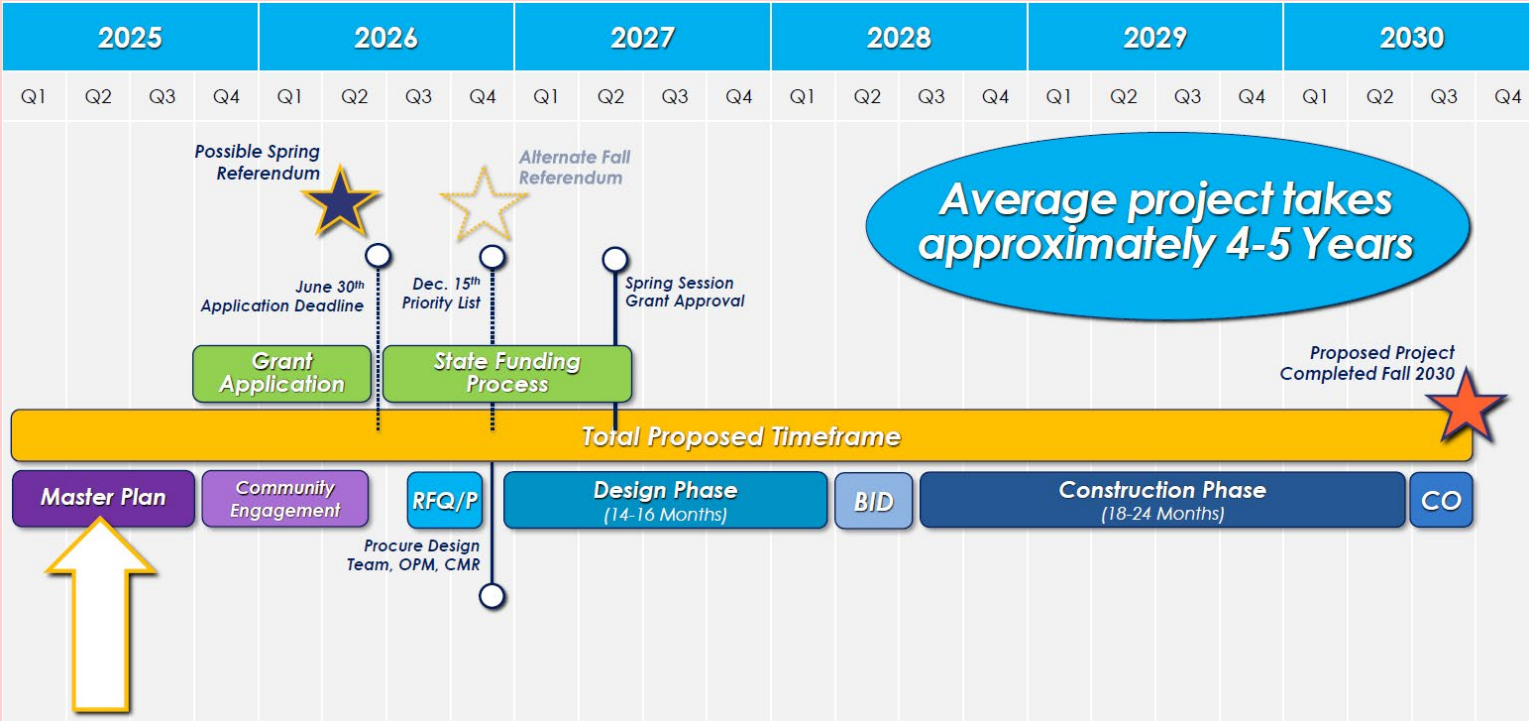 2025 2026 2027 2028 2029 2030
Q1 Q2 Q3 Q4 Q1 Q2 Q3 Q4 Q1 Q2 Q3 Q4 Q1 Q2 Q3 Q4 Q1 Q2 Q3 Q4 Q1 Q2 Q3 Q4
Possible Spring
Referendum
Alternate Fall
Referendum
Average project takes
approximately 4-5 Years
June 30th
Application Deadline
Dec. 15th
Priority List
Spring Session
Grant Approval
Grant
Application
State Funding
Process
Proposed Project
Completed Fall 2030
Total Proposed Timeframe
Master Plan
Community
Engagement
RFQ/P
Design Phase
(14-16 Months)
BID
Construction Phase
(18-24 Months)
CO
Procure Design
Team, OPM, CMR